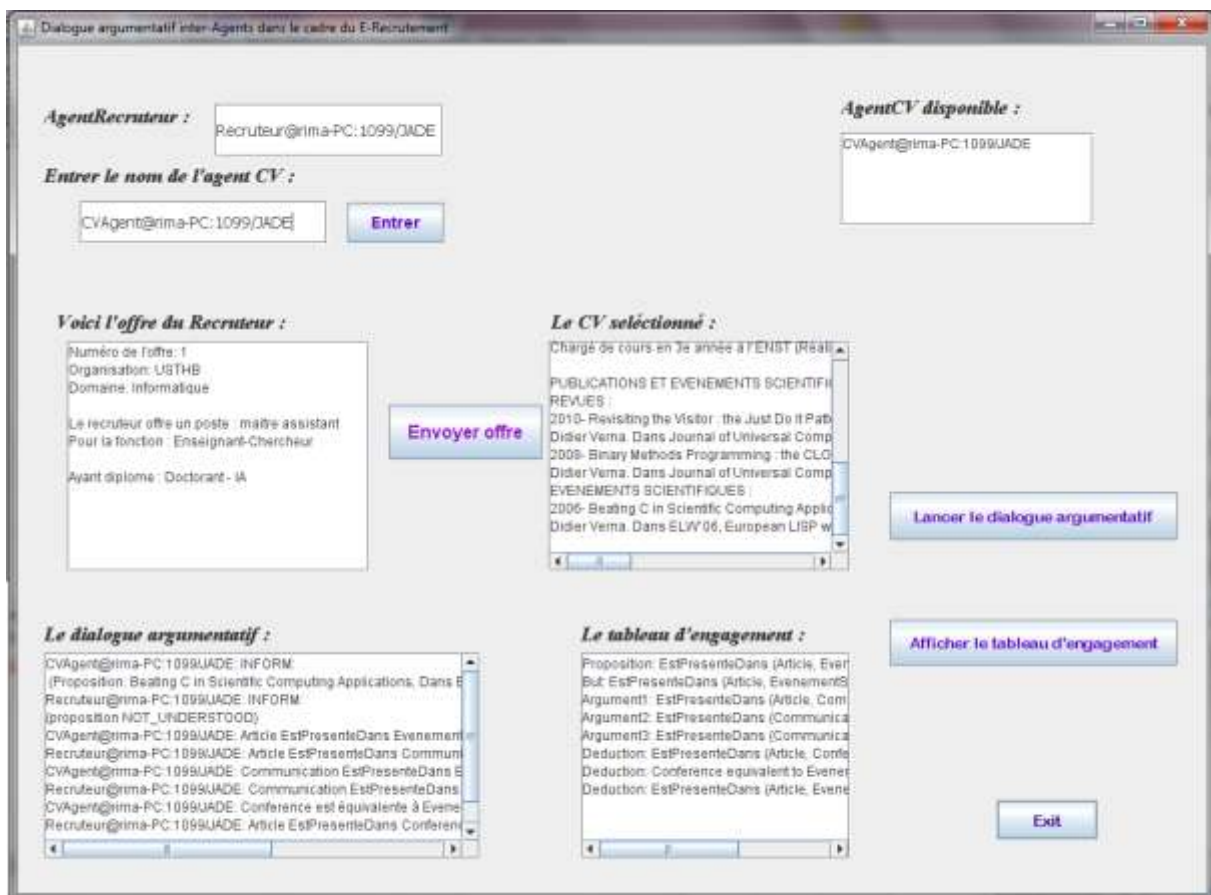 Dialogue argumentatif inter-Agents dans le cadre du E-Recrutement
AgentRecruteur :
Recruteur@rima-PC:1099/JADE
AgentCV disponible :
CVAgent@rima-PC:1099/JADE
Entrer le nom de l'agent CV :
CVAgent@rima-PC:1099/JADE
Entrer
Voici l'offre du Recruteur :
Numéro de l'offre: 1
Organisation: USTHB
Domaine: Informatique
Le recruteur offre un poste : maitre assistant
Pour la fonction : Enseignant-Chercheur
Ayant diplome : Doctorant - IA
Envoyer offre
Le CV seléctionné :
Chargé de cours en 3e année à l'ENST (Réali
PUBLICATIONS ET EVENEMENTS SCIENTIFI
REVUES :
2010- Revisiting the Visitor : the Just Do It Patt
Didier Verna. Dans Journal of Universal Comp
2008- Binary Methods Programming : the CLO
Didier Verna. Dans Journal of Universal Comp
EVENEMENTS SCIENTIFIQUES :
2006- Beating C in Scientific Computing Applic
Didier Verna. Dans ELW'06, European LISP w
Lancer le dialogue argumentatif
Afficher le tableau d'engagement
Le dialogue argumentatif :
CVAgent@rima-PC:1099/JADE: INFORM:
(Proposition: Beating C in Scientific Computing Applications, Dans E
Recruteur@rima-PC:1099/JADE: INFORM:
(proposition NOT_UNDERSTOOD)
CVAgent@rima-PC:1099/JADE: Article EstPresenteDans Evenement
Recruteur@rima-PC:1099/JADE: Article EstPresenteDans Communi
CVAgent@rima-PC:1099/JADE: Communication EstPresenteDans E
Recruteur@rima-PC:1099/JADE: Communication EstPresenteDans
CVAgent@rima-PC:1099/JADE: Conference est équivalente à Evene
Recruteur@rima-PC:1099/JADE: Article EstPresenteDans Conferen
Le tableau d'engagement :
Proposition: EstPresenteDans (Article, Ever
But: EstPresenteDans (Article, EvenementS
Argument1: EstPresenteDans (Article, Com
Argument2: EstPresenteDans (Communica
Argument3: EstPresenteDans (Communica
Deduction: EstPresenteDans (Article, Confe
Deduction: Conference equivalent to Evener
Deduction: EstPresenteDans (Article, Evene
Exit